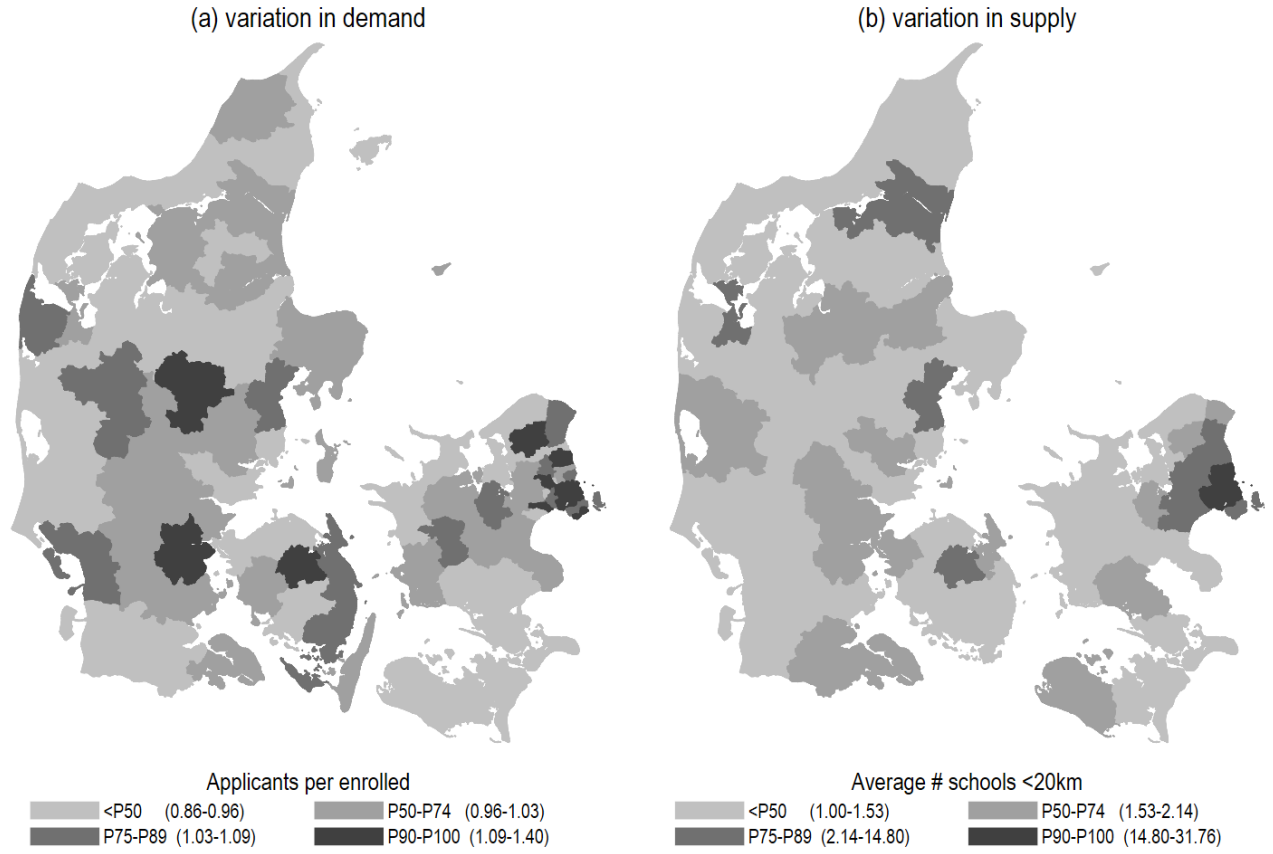 (a) variation in demand
(b) variation in supply
Applicants per enrolled
<P50 (0.86-0.96)
P50-P74 (0.96-1.03)
P75-P89 (1.03-1.09)
P90-P100 (1.09-1.40)
Average # schools <20km
<P50 (1.00-1.53)
P50-P74 (1.53-2.14)
P75-P89 (2.14-14.80)
P90-P100 (14.80-31.76)